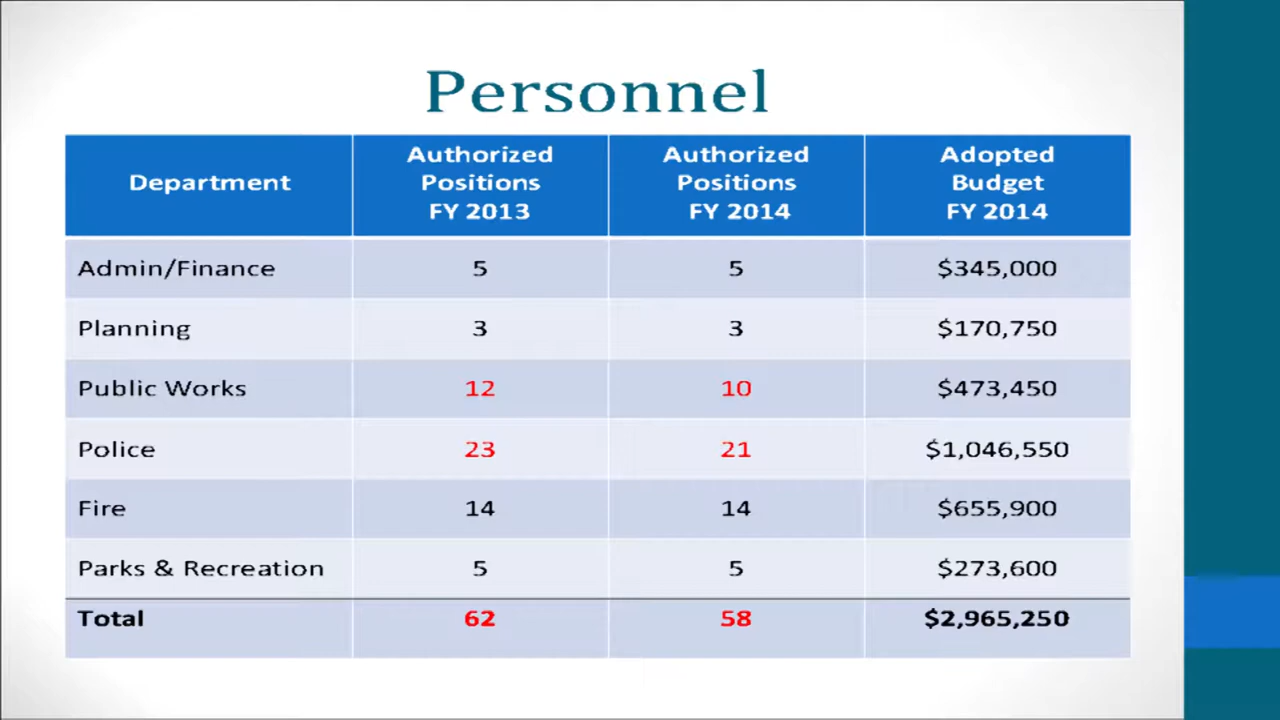 Personnel
Department | Authorized Positions FY 2013 | Authorized Positions FY 2014 | Adopted Budget FY 2014
Admin/Finance | 5 | 5 | $345,000
Planning | 3 | 3 | $170,750
Public Works | 12 | 10 | $473,450
Police | 23 | 21 | $1,046,550
Fire | 14 | 14 | $655,900
Parks & Recreation | 5 | 5 | $273,600
Total | 62 | 58 | $2,965,250